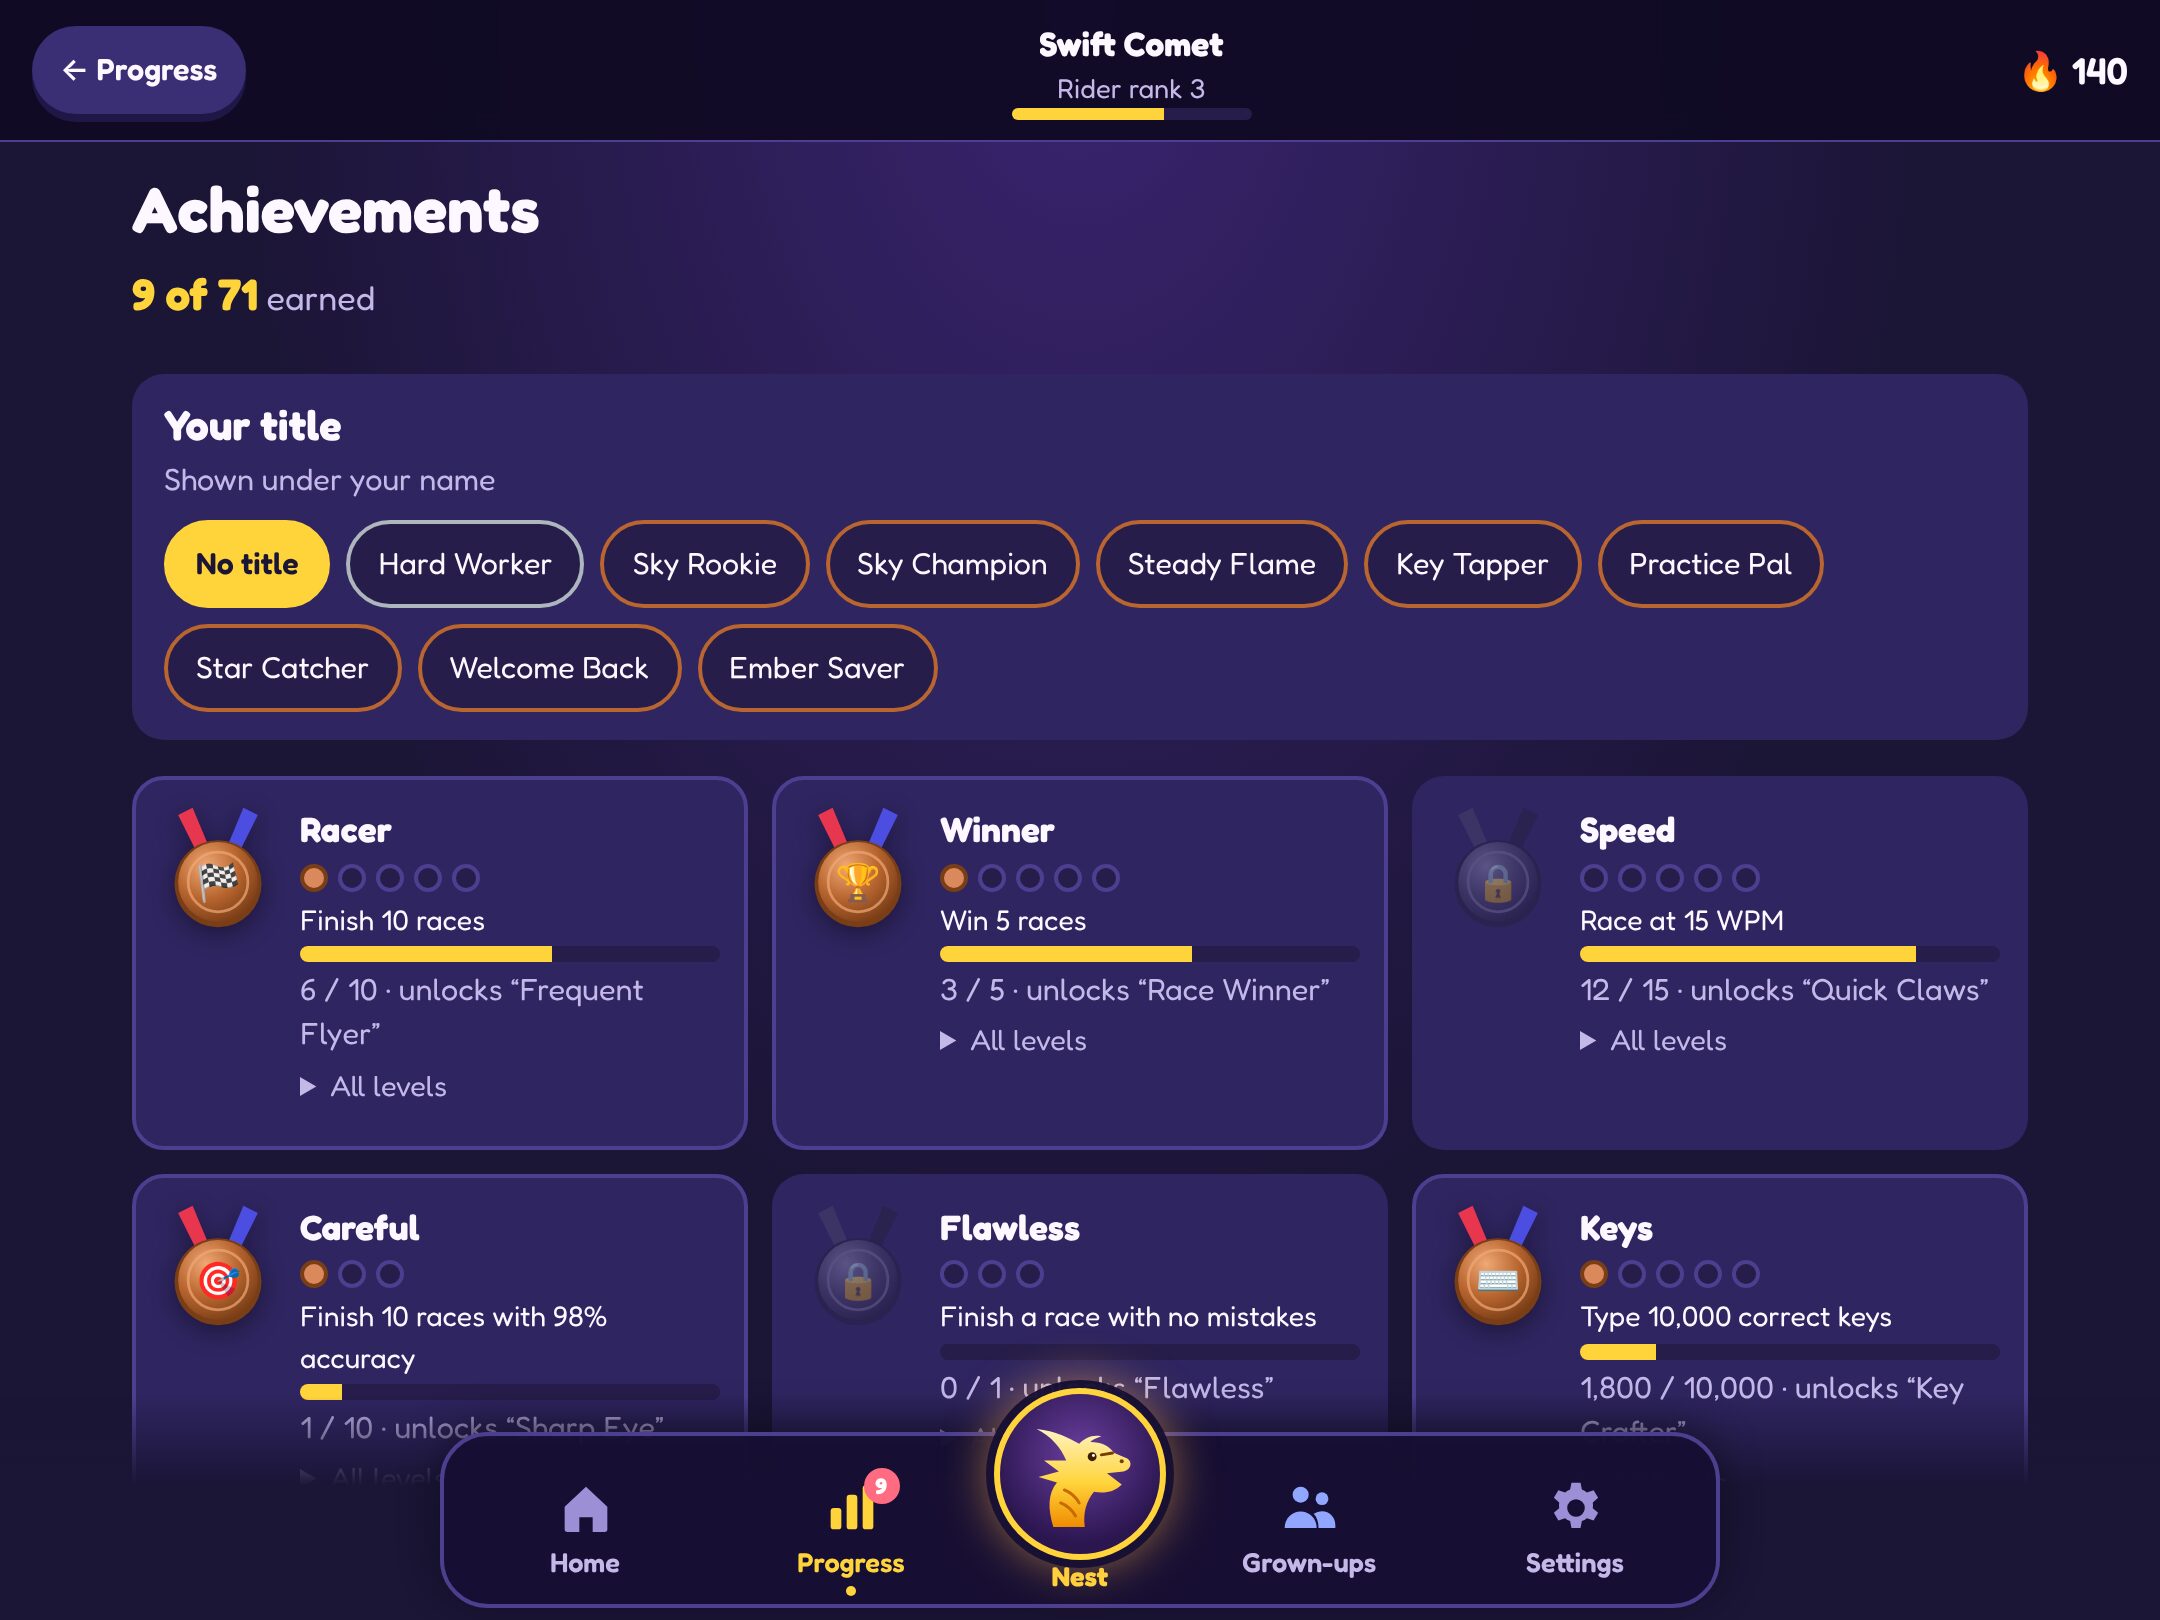 ← Progress
Swift Comet
Rider rank 3
140
Achievements
9 of 71 earned
Your title
Shown under your name
No title
Hard Worker
Sky Rookie
Sky Champion
Steady Flame
Key Tapper
Practice Pal
Star Catcher
Welcome Back
Ember Saver
Racer
Finish 10 races
6 / 10 · unlocks “Frequent
Flyer”
All levels
Winner
Win 5 races
3 / 5 · unlocks “Race Winner”
All levels
Speed
Race at 15 WPM
12 / 15 · unlocks “Quick Claws”
All levels
Careful
Finish 10 races with 98%
accuracy
1 / 10 · unlocks “Sharp Eye”
All levels
Flawless
Finish a race with no mistakes
0 / 1 · unlocks “Flawless”
Keys
Type 10,000 correct keys
1,800 / 10,000 · unlocks “Key
Crafter”
Home
9
Progress
Nest
Grown-ups
Settings